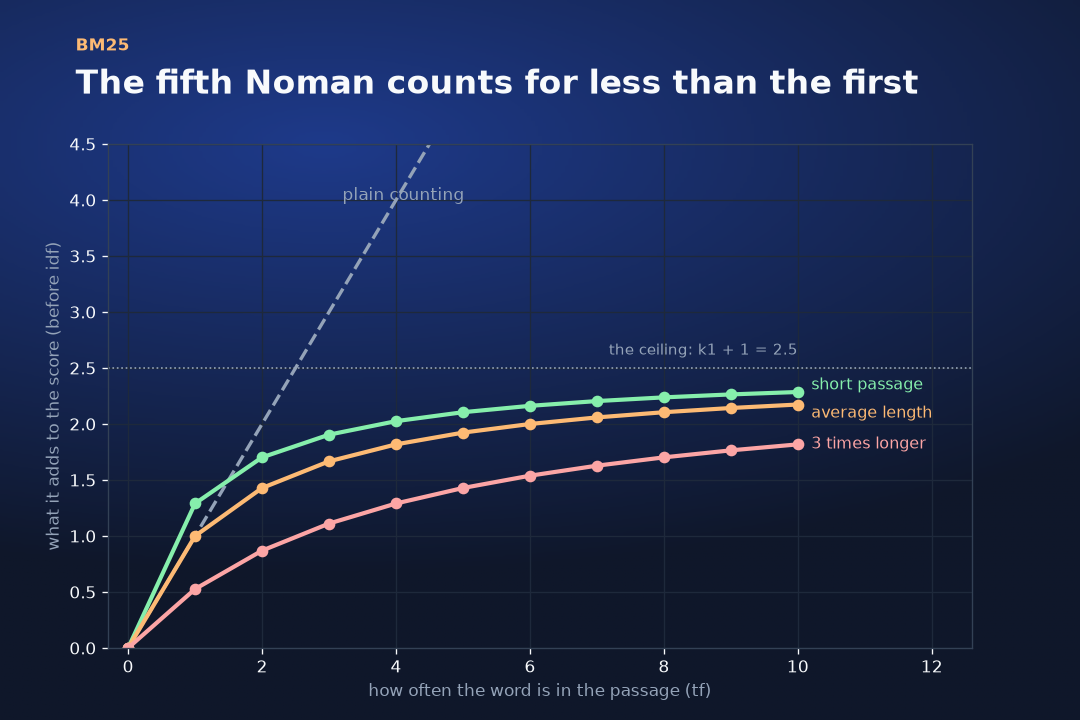 BM25
The fifth Noman counts for less than the first
4.5
4.0
3.5
3.0
2.5
2.0
1.5
1.0
0.5
0.0
what it adds to the score (before idf)
plain counting
the ceiling: k1 + 1 = 2.5
short passage
average length
3 times longer
0 2 4 6 8 10 12
how often the word is in the passage (tf)